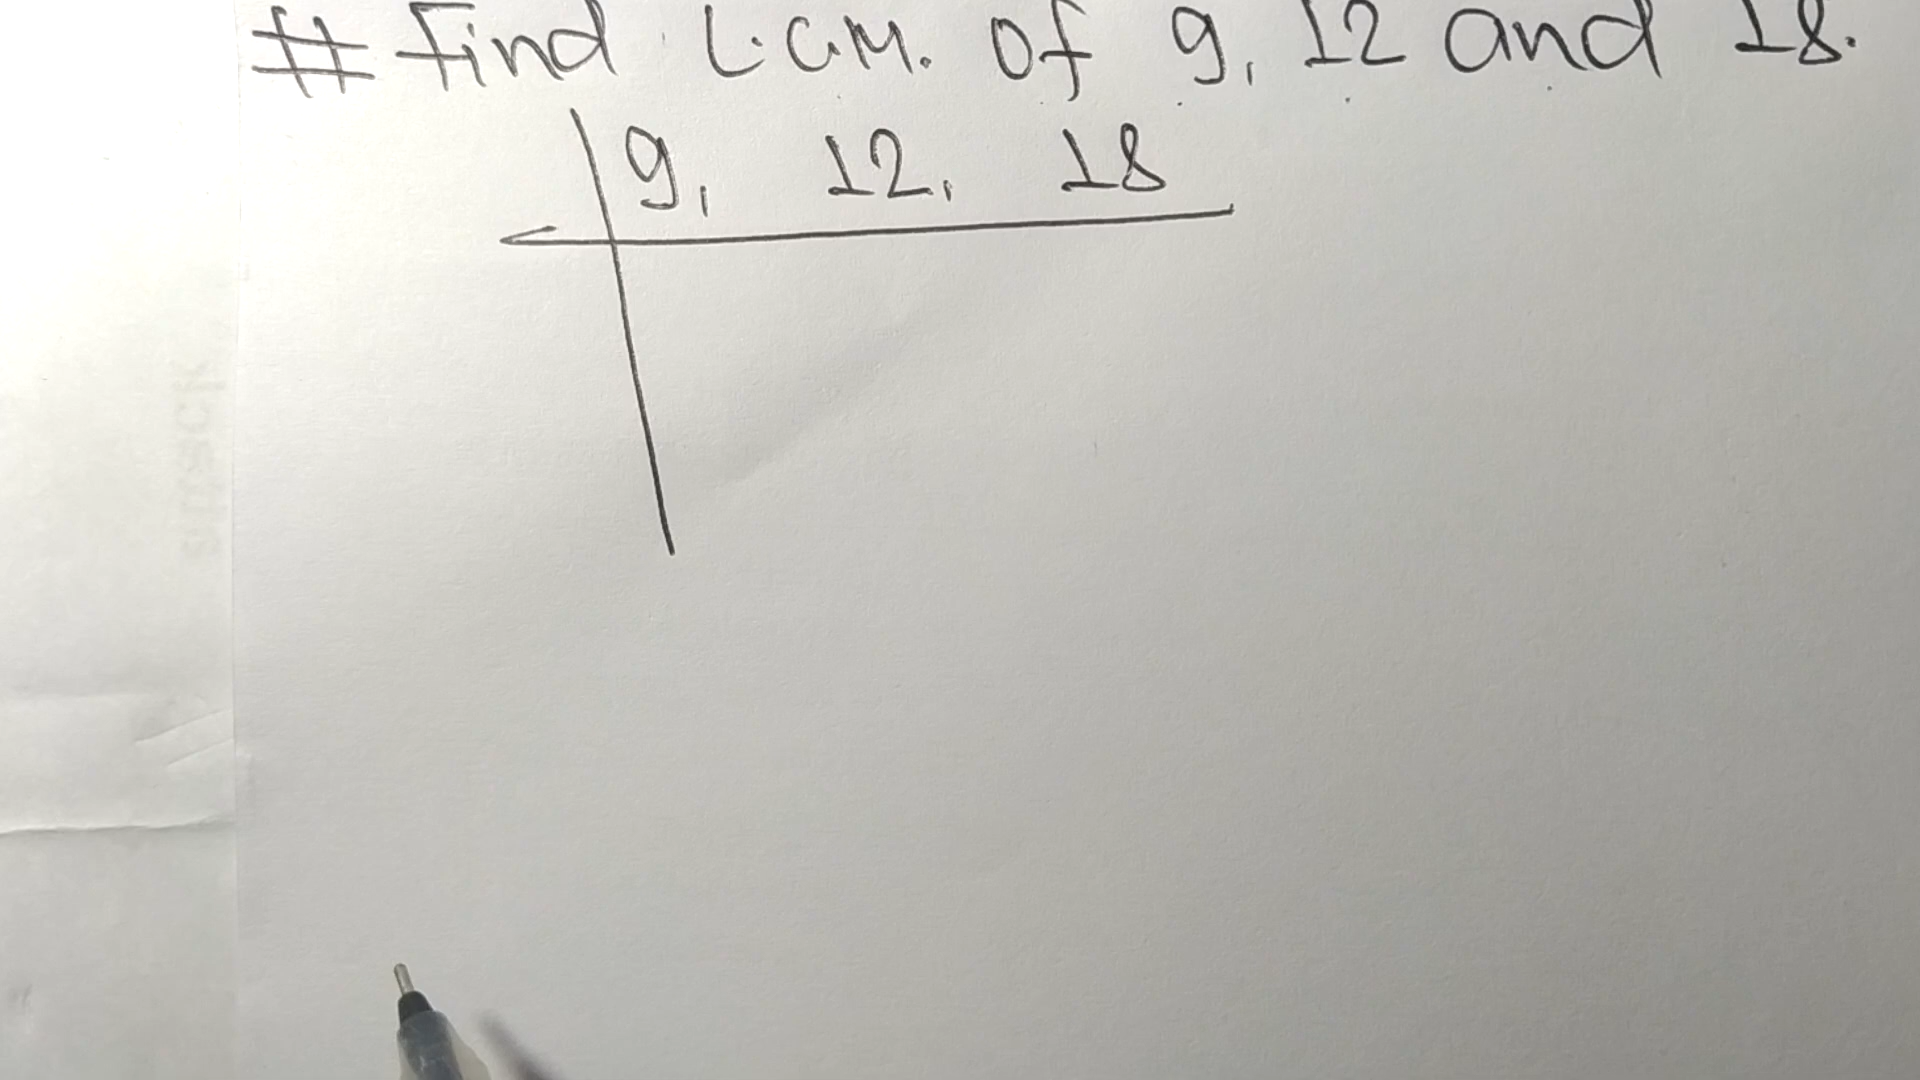 # Find L.C.M. of 9, 12 and 18.
9, 12, 18